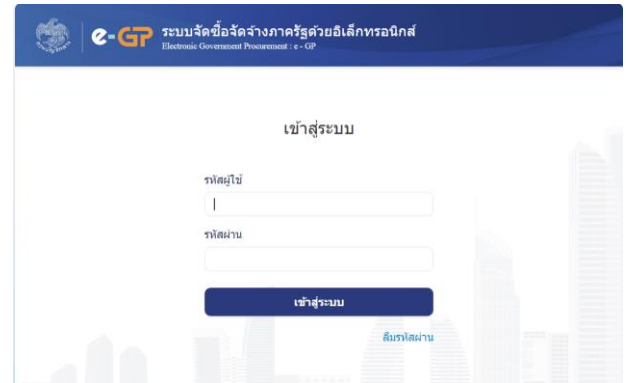 e-GP ระบบจัดซื้อจัดจ้างภาครัฐด้วยอิเล็กทรอนิกส์
Electronic Government Procurement : e - GP
เข้าสู่ระบบ
รหัสผู้ใช้
รหัสผ่าน
เข้าสู่ระบบ
ลืมรหัสผ่าน